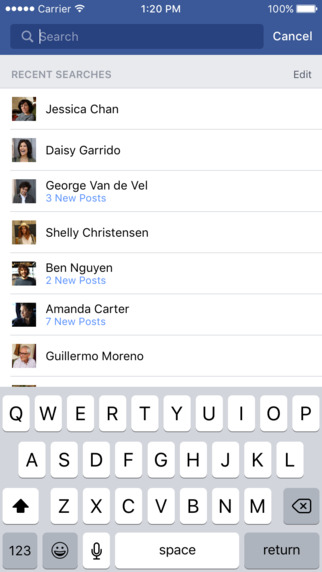 Carrier 1:20 PM 100%
Search Cancel
RECENT SEARCHES Edit
Jessica Chan
Daisy Garrido
George Van de Vel
3 New Posts
Shelly Christensen
Ben Nguyen
2 New Posts
Amanda Carter
7 New Posts
Guillermo Moreno
Q W E R T Y U I O P
A S D F G H J K L
Z X C V B N M
123 space return